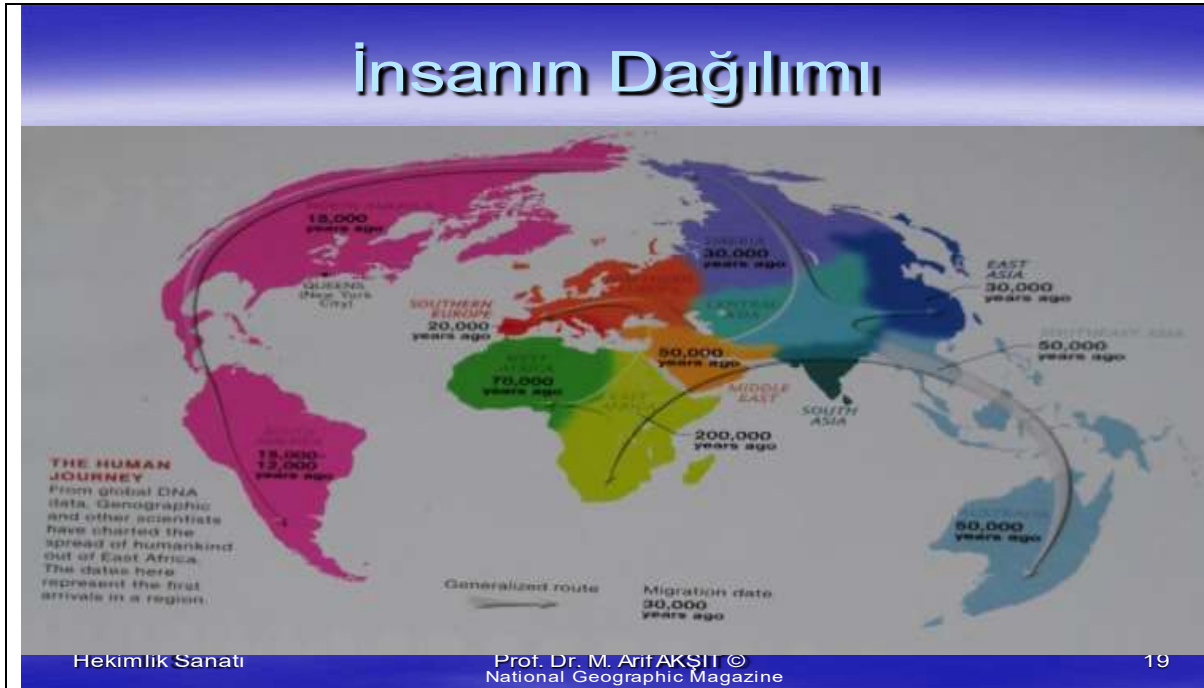 İnsanın Dağılımı
NORTH AMERICA
15,000
years ago
QUEENS
(New York
City)
SOUTHERN
EUROPE
20,000
years ago
SIBERIA
30,000
years ago
CENTRAL
ASIA
EAST
ASIA
30,000
years ago
SOUTHEAST ASIA
50,000
years ago
WEST
AFRICA
70,000
years ago
50,000
years ago
MIDDLE
EAST
SOUTH
ASIA
EAST
AFRICA
200,000
years ago
SOUTH
AMERICA
15,000–
12,000
years ago
AUSTRALIA
50,000
years ago
THE HUMAN
JOURNEY
From global DNA
data, Genographic
and other scientists
have charted the
spread of humankind
out of East Africa.
The dates here
represent the first
arrivals in a region.
Generalized route
Migration date
30,000
years ago
Hekimlik Sanatı
Prof. Dr. M. Arif AKŞİT ©
National Geographic Magazine
19